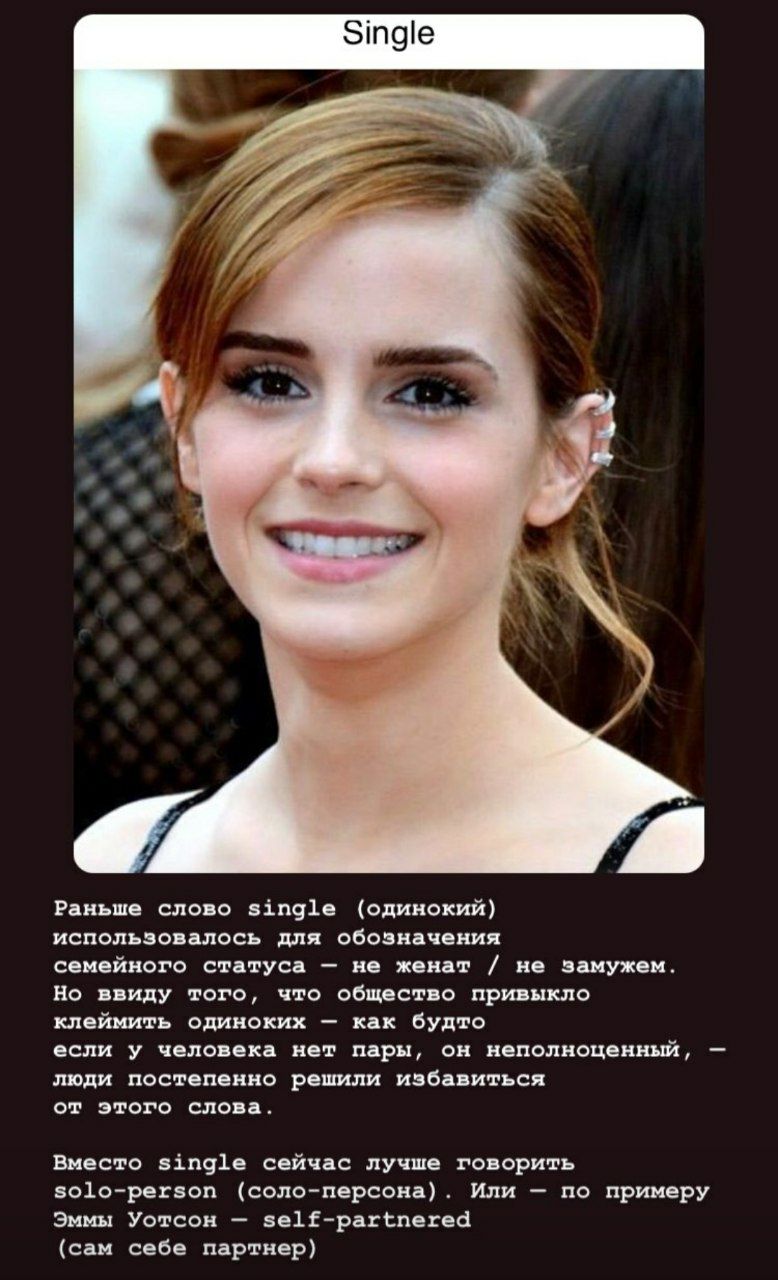 Single
Раньше слово single (одинокий)
использовалось для обозначения
семейного статуса — не женат / не замужем.
Но ввиду того, что общество привыкло
клеймить одиноких — как будто
если у человека нет пары, он неполноценный, —
люди постепенно решили избавиться
от этого слова.
Вместо single сейчас лучше говорить
solo-person (соло-персона). Или — по примеру
Эммы Уотсон — self-partnered
(сам себе партнер)